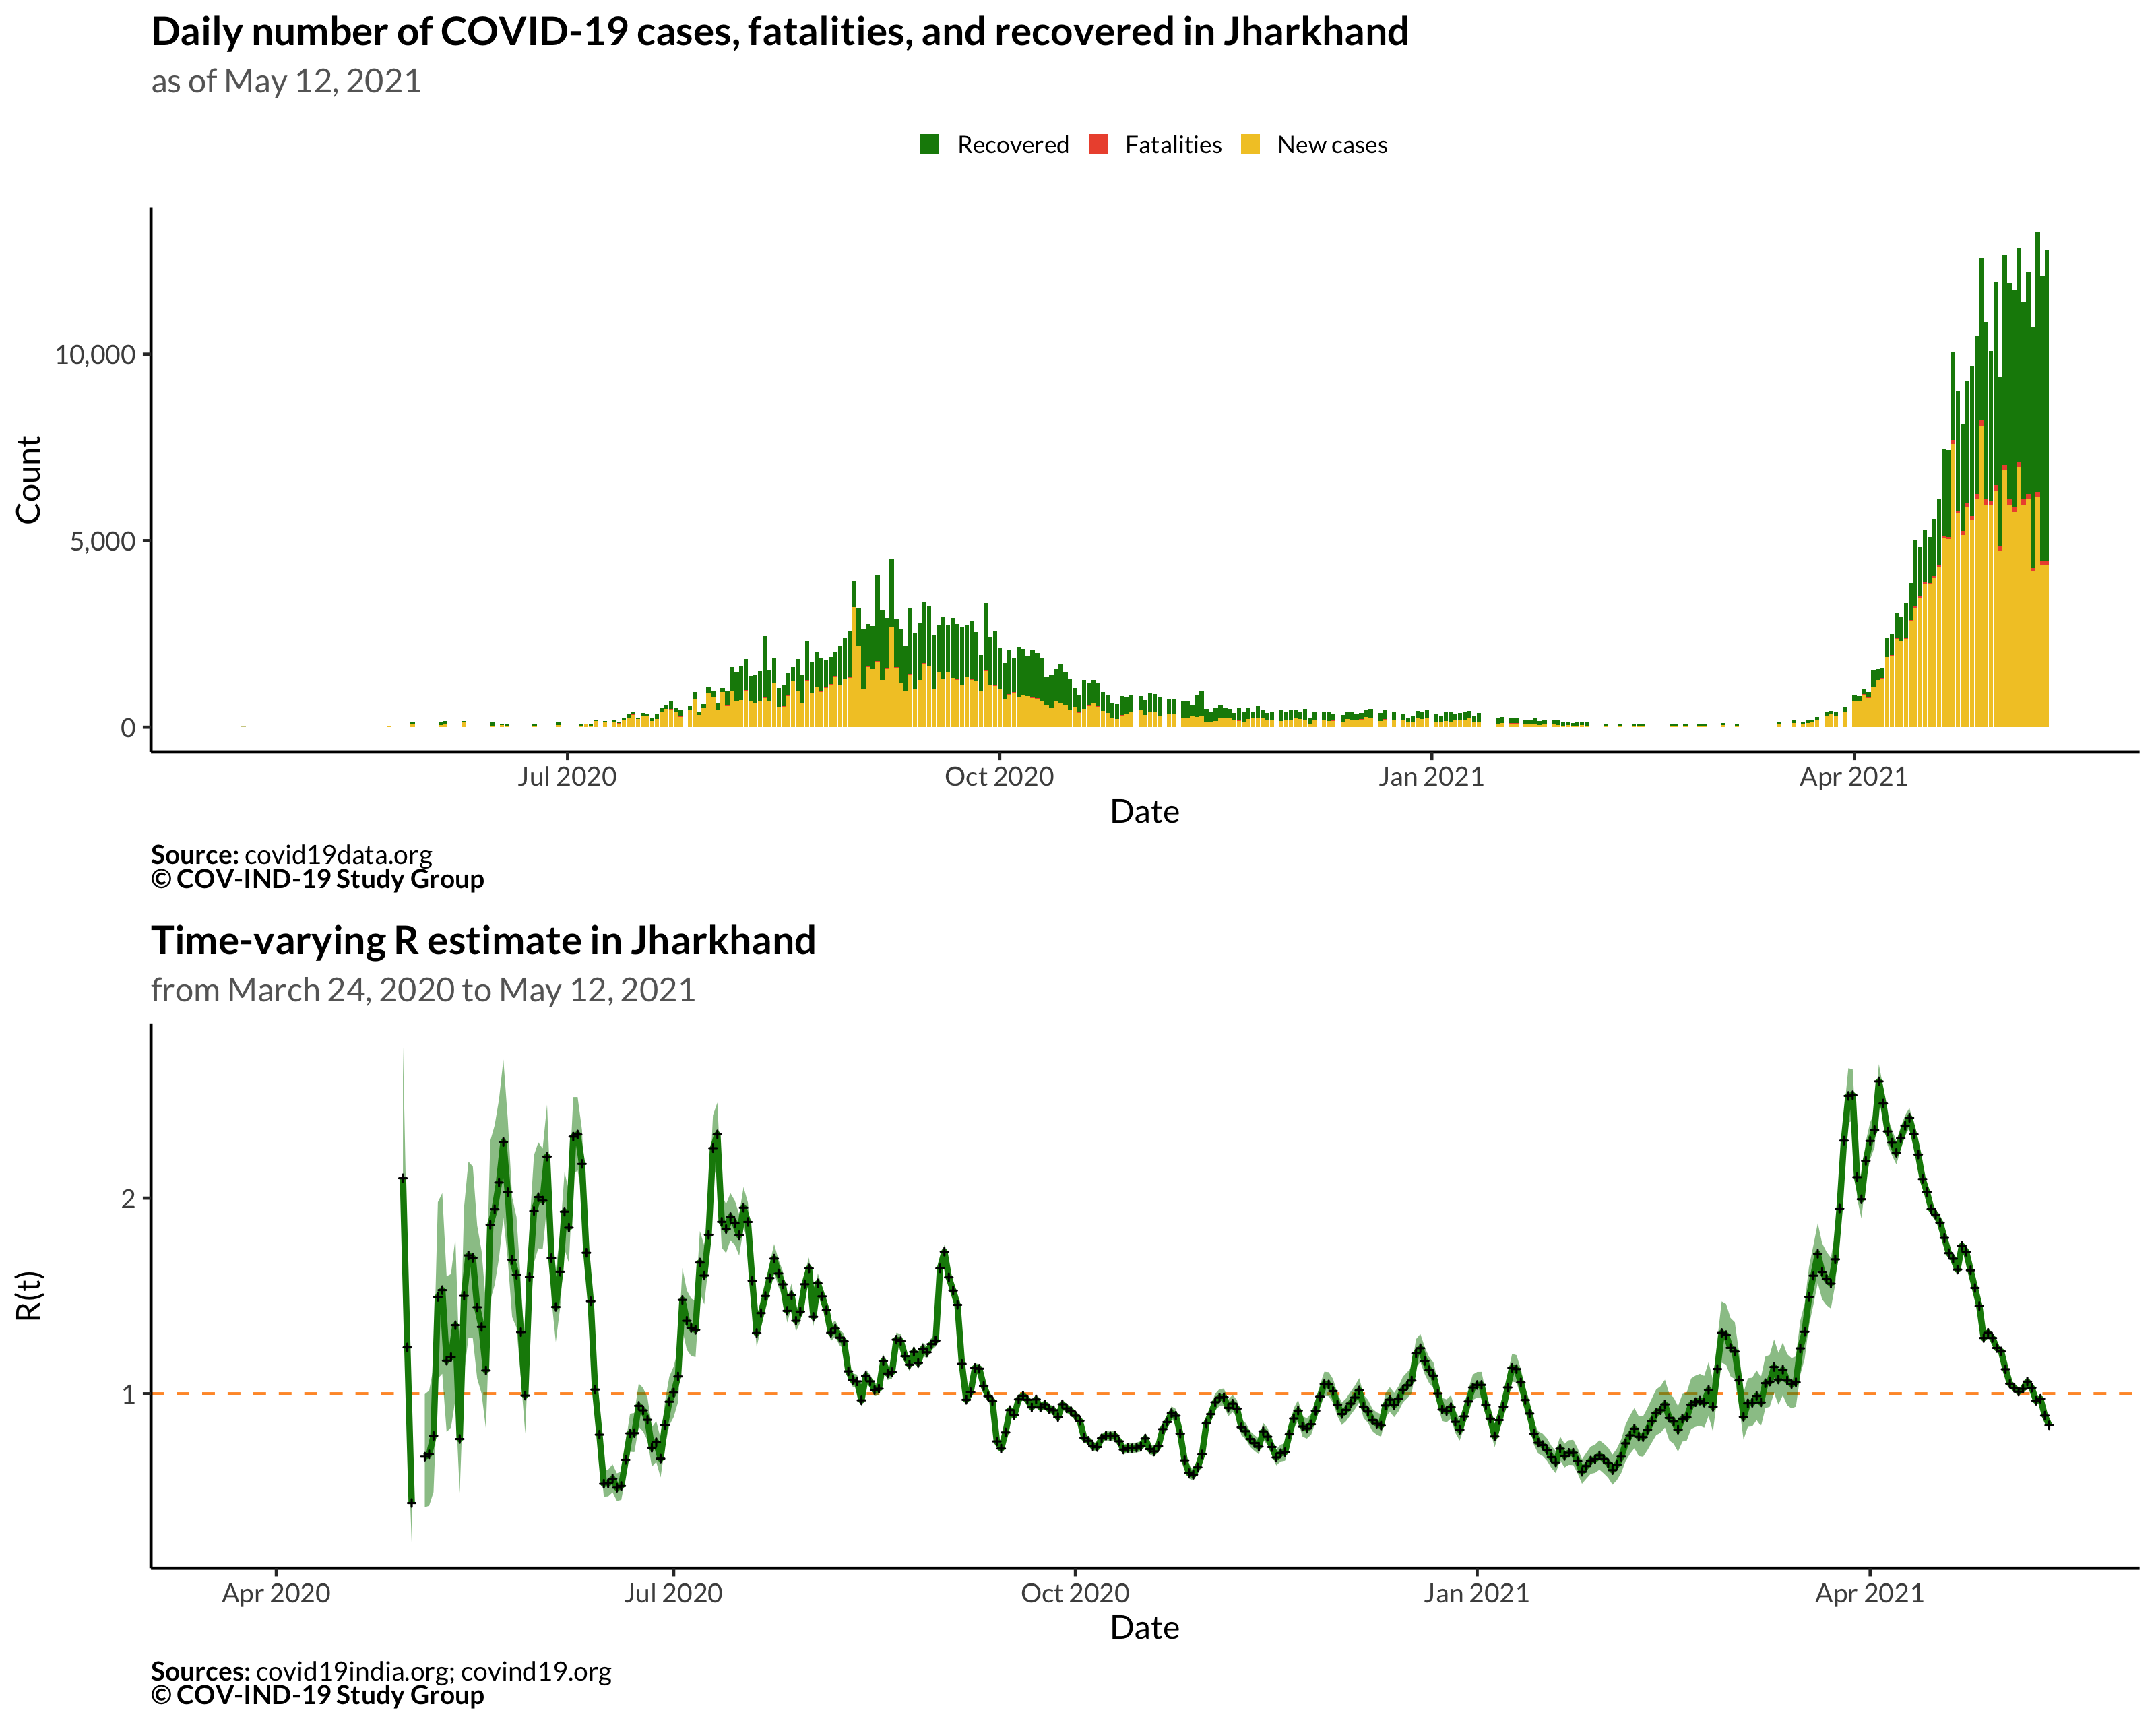 Daily number of COVID-19 cases, fatalities, and recovered in Jharkhand
as of May 12, 2021
Recovered Fatalities New cases
Count
10,000
5,000
0
Jul 2020 Oct 2020 Jan 2021 Apr 2021
Date
Source: covid19data.org
© COV-IND-19 Study Group
Time-varying R estimate in Jharkhand
from March 24, 2020 to May 12, 2021
R(t)
2
1
Apr 2020 Jul 2020 Oct 2020 Jan 2021 Apr 2021
Date
Sources: covid19india.org; covind19.org
© COV-IND-19 Study Group